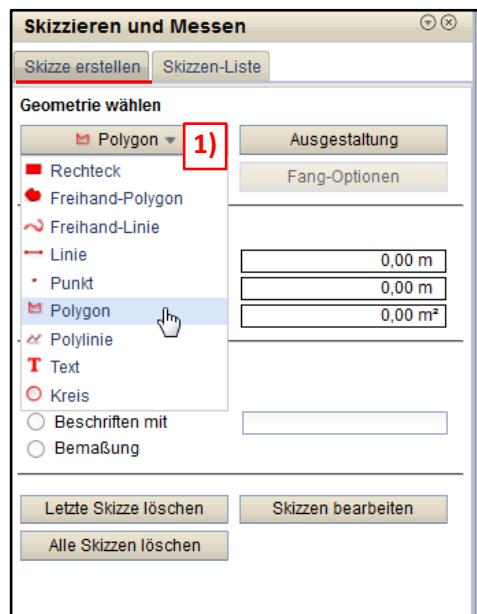 Skizzieren und Messen
Skizze erstellen Skizzen-Liste
Geometrie wählen
Polygon 1) Ausgestaltung
Rechteck Fang-Optionen
Freihand-Polygon
Freihand-Linie
Linie 0,00 m
Punkt 0,00 m
Polygon 0,00 m²
Polylinie
T Text
Kreis
Beschriften mit
Bemaßung
Letzte Skizze löschen Skizzen bearbeiten
Alle Skizzen löschen